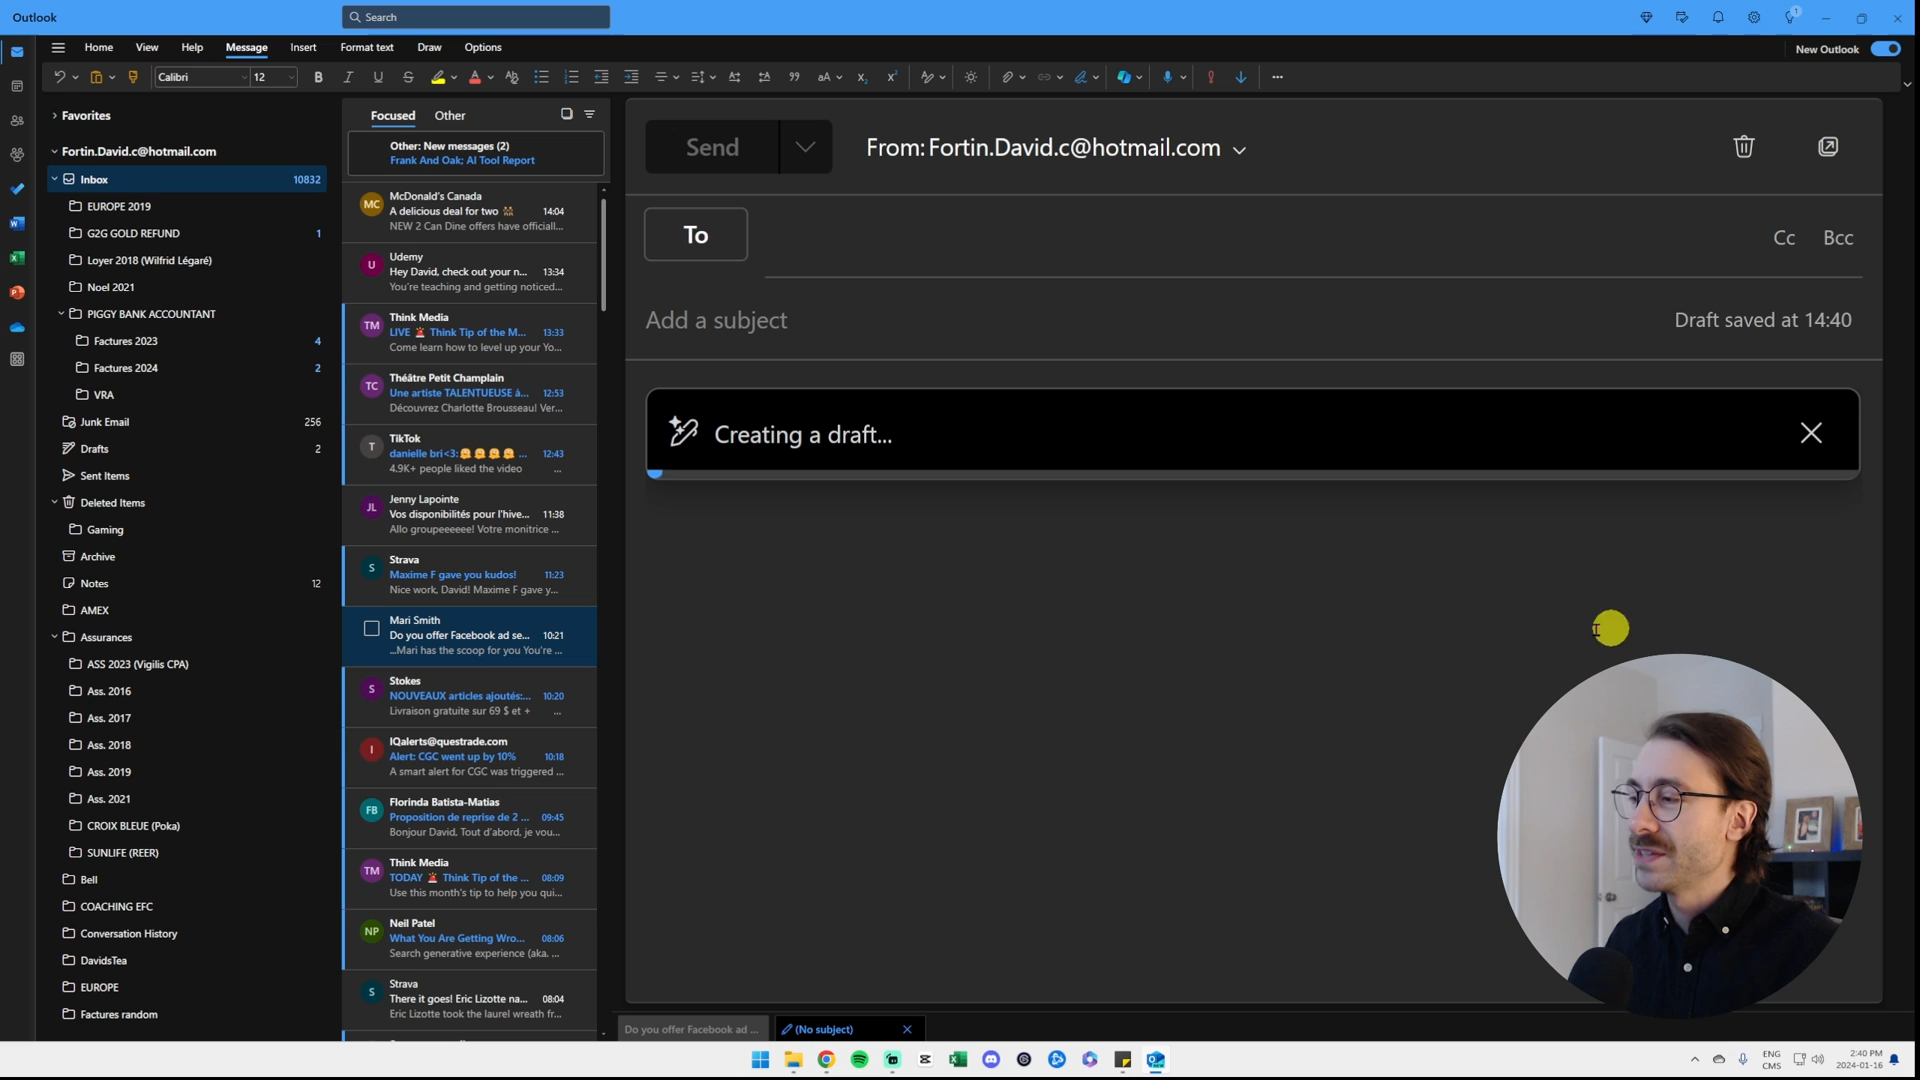 Outlook
Search
1
Home View Help Message Insert Format text Draw Options
New Outlook
Calibri 12
Favorites
Fortin.David.c@hotmail.com
Inbox 10832
EUROPE 2019
G2G GOLD REFUND 1
Loyer 2018 (Wilfrid Légaré)
Noel 2021
PIGGY BANK ACCOUNTANT
Factures 2023 4
Factures 2024 2
VRA
Junk Email 256
Drafts 2
Sent Items
Deleted Items
Gaming
Archive
Notes 12
AMEX
Assurances
ASS 2023 (Vigilis CPA)
Ass. 2016
Ass. 2017
Ass. 2018
Ass. 2019
Ass. 2021
CROIX BLEUE (Poka)
SUNLIFE (REER)
Bell
COACHING EFC
Conversation History
DavidsTea
EUROPE
Factures random
Focused Other
Other: New messages (2)
Frank And Oak; AI Tool Report
MC
McDonald's Canada
A delicious deal for two 14:04
NEW 2 Can Dine offers have officiall...
U
Udemy
Hey David, check out your n... 13:34
You're teaching and getting noticed...
TM
Think Media
LIVE 🚨 Think Tip of the M... 13:33
Come learn how to level up your Yo...
TC
Théâtre Petit Champlain
Une artiste TALENTUEUSE à... 12:53
Découvrez Charlotte Brousseau! Ver...
T
TikTok
danielle bri<3:🤗🤗🤗🤗 ... 12:43
4.9K+ people liked the video ...
JL
Jenny Lapointe
Vos disponibilités pour l'hive... 11:38
Allo groupeeeeee! Votre monitrice ...
S
Strava
Maxime F gave you kudos! 11:23
Nice work, David! Maxime F gave y...
Mari Smith
Do you offer Facebook ad se... 10:21
...Mari has the scoop for you You're ...
S
Stokes
NOUVEAUX articles ajoutés:... 10:20
Livraison gratuite sur 69 $ et + ...
I
IQalerts@questrade.com
Alert: CGC went up by 10% 10:18
A smart alert for CGC was triggered ...
FB
Florinda Batista-Matias
Proposition de reprise de 2 ... 09:45
Bonjour David, Tout d'abord, je vou...
TM
Think Media
TODAY 🚨 Think Tip of the ... 08:09
Use this month's tip to help you qui...
NP
Neil Patel
What You Are Getting Wro... 08:06
Search generative experience (aka. ...
S
Strava
There it goes! Eric Lizotte na... 08:04
Eric Lizotte took the laurel wreath fr...
Send From: Fortin.David.c@hotmail.com
To Cc Bcc
Add a subject Draft saved at 14:40
Creating a draft...
Do you offer Facebook ad ... (No subject)
ENG
CMS
2:40 PM
2024-01-16